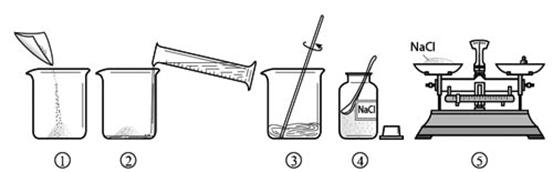 NaCl
NaCl
① ② ③ ④ ⑤